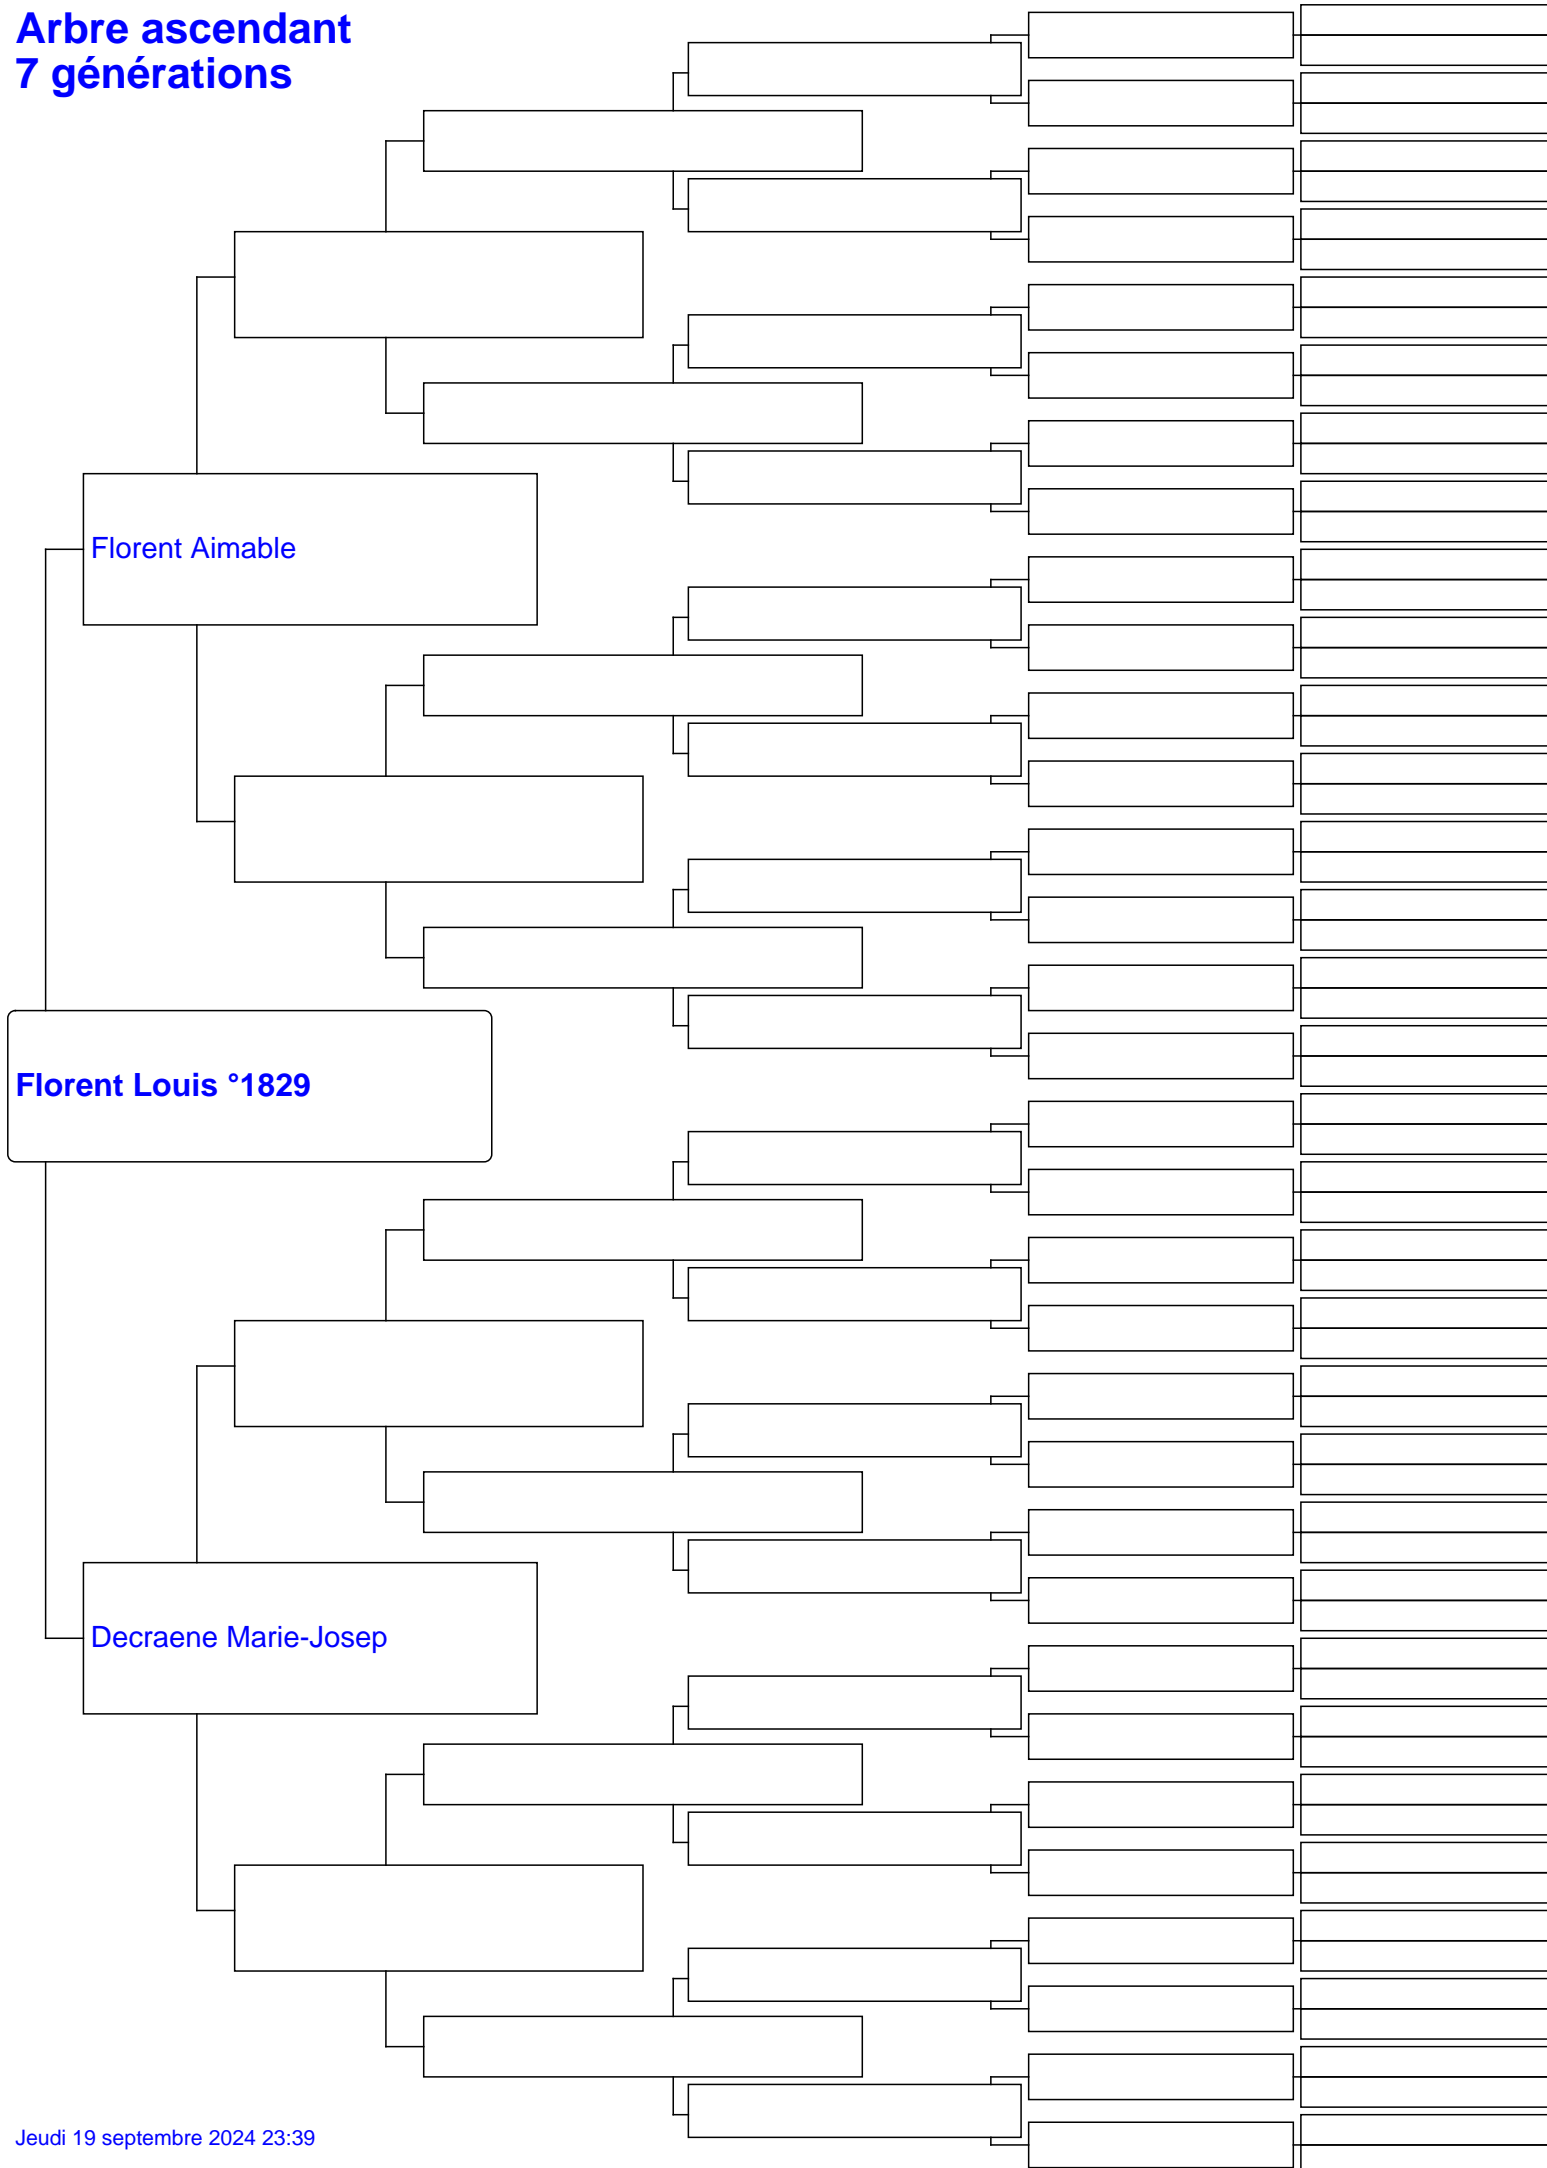 Arbre ascendant
7 générations
Florent Aimable
Florent Louis °1829
Decraene Marie-Josep
Jeudi 19 septembre 2024 23:39